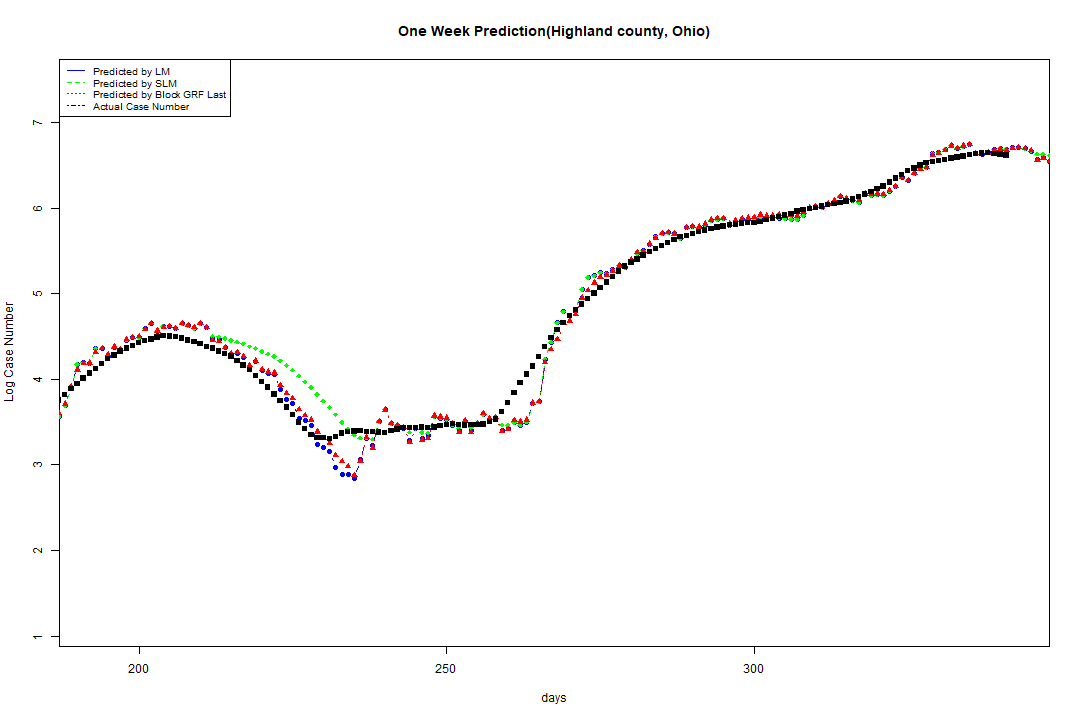 One Week Prediction(Highland county, Ohio)
Predicted by LM
Predicted by SLM
Predicted by Block GRF Last
Actual Case Number
7
6
5
4
3
2
1
Log Case Number
200
250
300
days